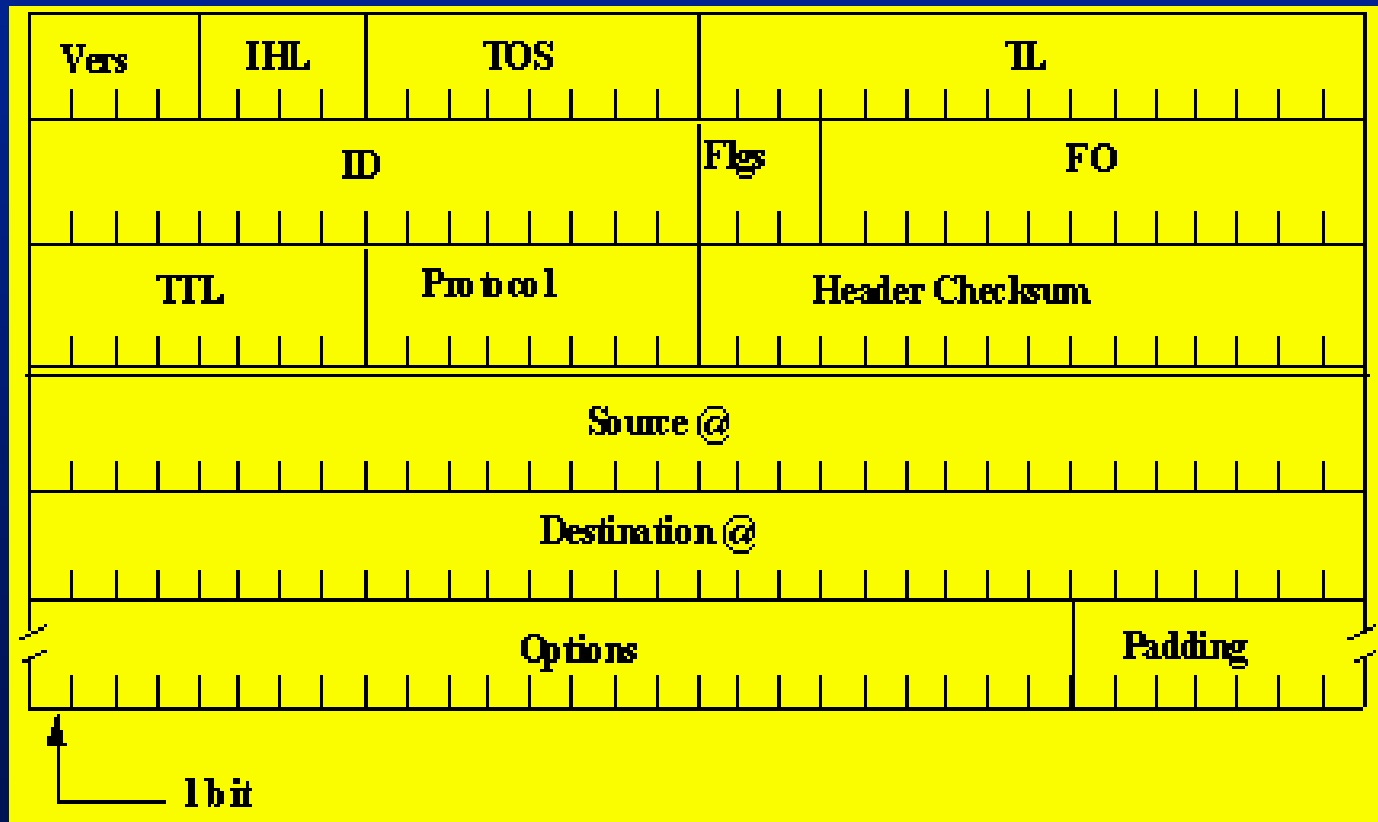 Vers IHL TOS TL
ID Flgs FO
TTL Protocol Header Checksum
Source @
Destination @
Options Padding
1 bit